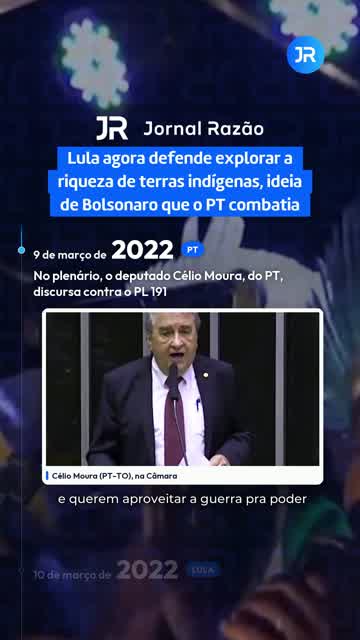 JR
JR Jornal Razão
Lula agora defende explorar a
riqueza de terras indígenas, ideia
de Bolsonaro que o PT combatia
9 de março de 2022 PT
No plenário, o deputado Célio Moura, do PT,
discursa contra o PL 191
Célio Moura (PT-TO), na Câmara
e querem aproveitar a guerra pra poder
10 de março de 2022 LULA